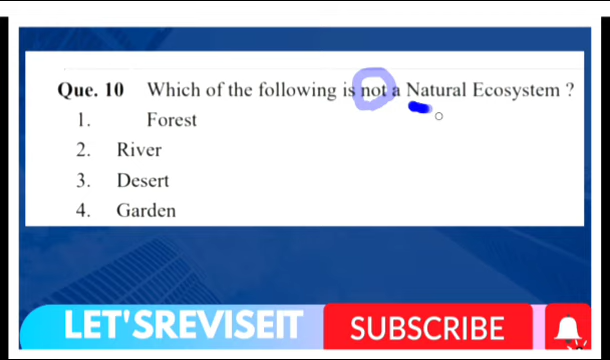 Que. 10 Which of the following is not a Natural Ecosystem ?
1. Forest
2. River
3. Desert
4. Garden
LET'SREVISEIT SUBSCRIBE